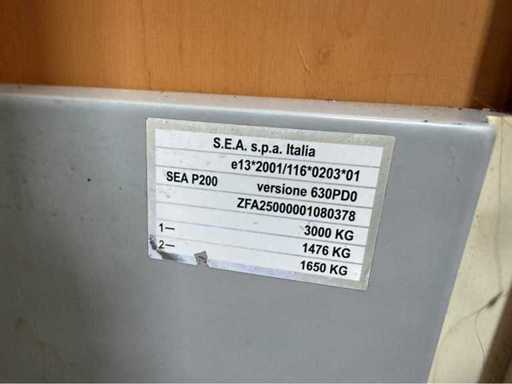 S.E.A. s.p.a. Italia
e13*2001/116*0203*01
SEA P200 versione 630PD0
ZFA25000001080378
3000 KG
1— 1476 KG
2— 1650 KG